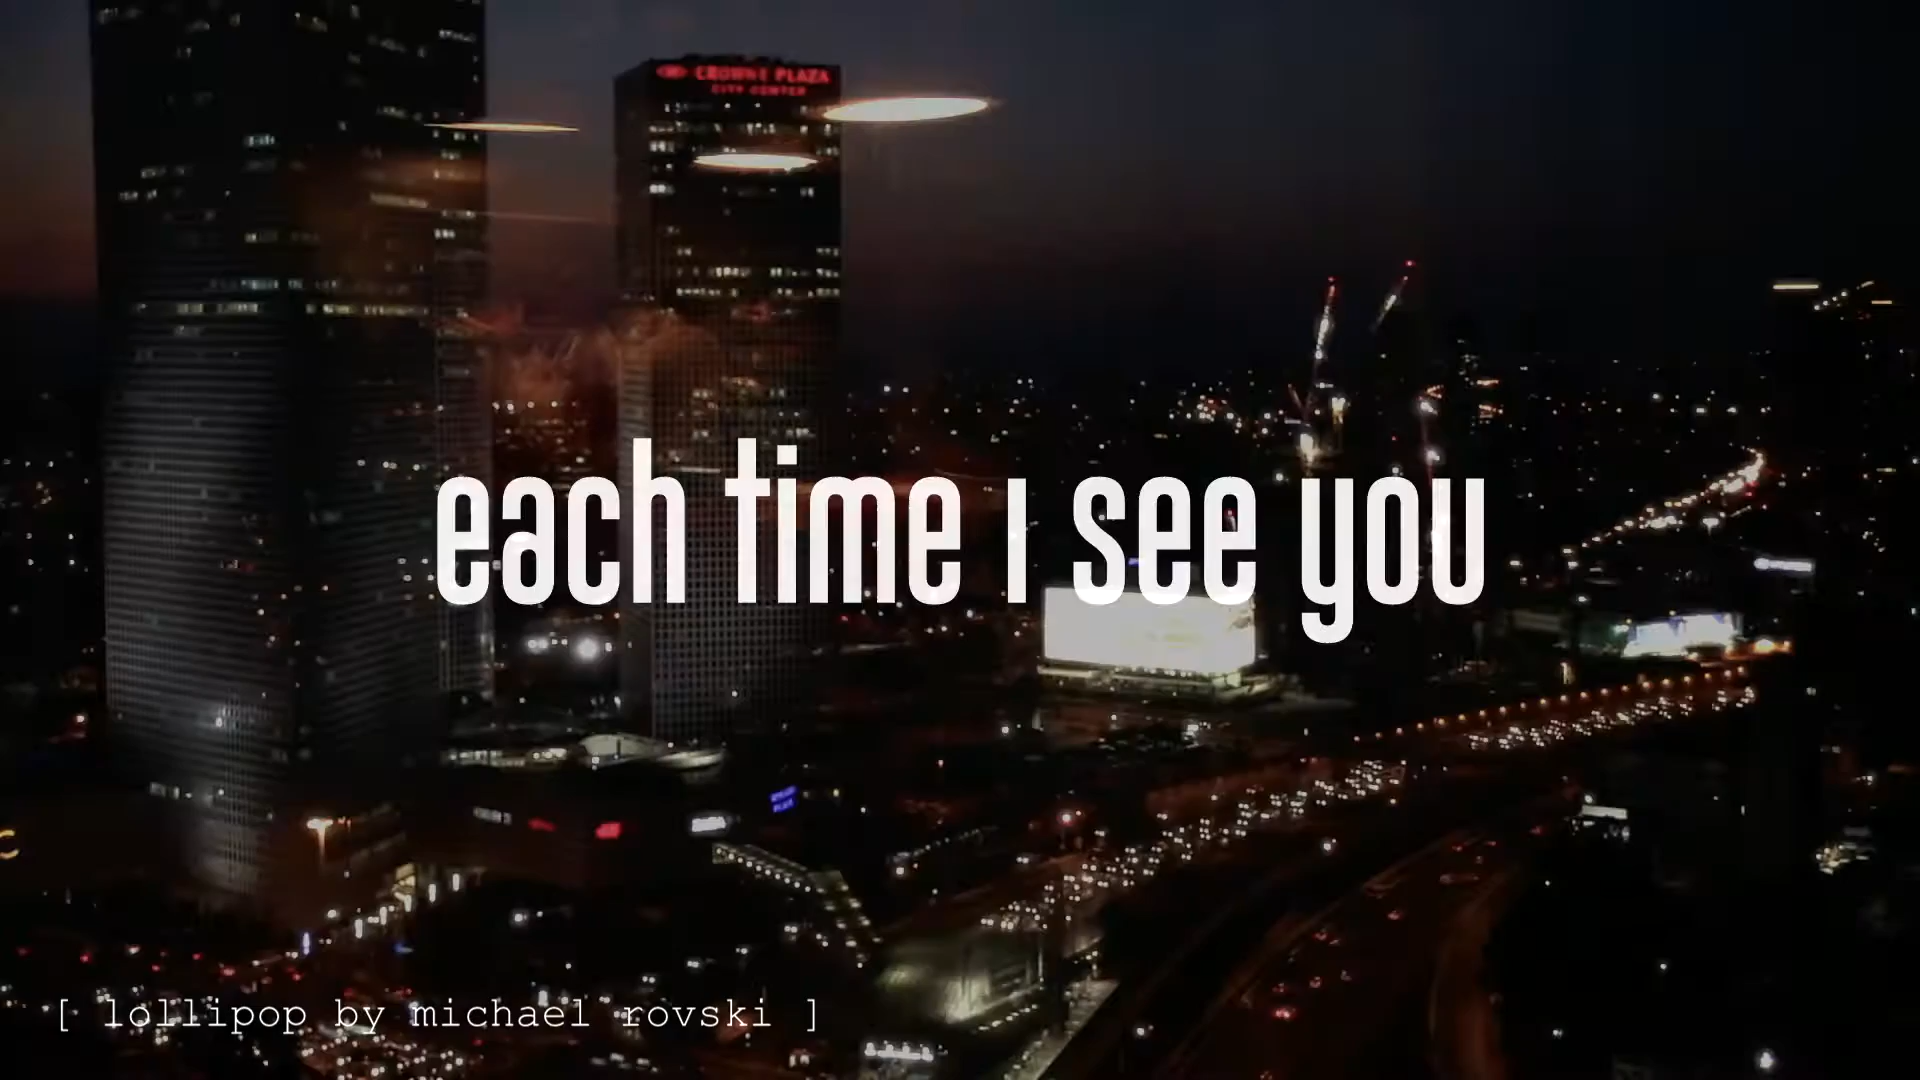 CROWNE PLAZA
CITY CENTER
each time i see you
[ lollipop by michael rovski ]